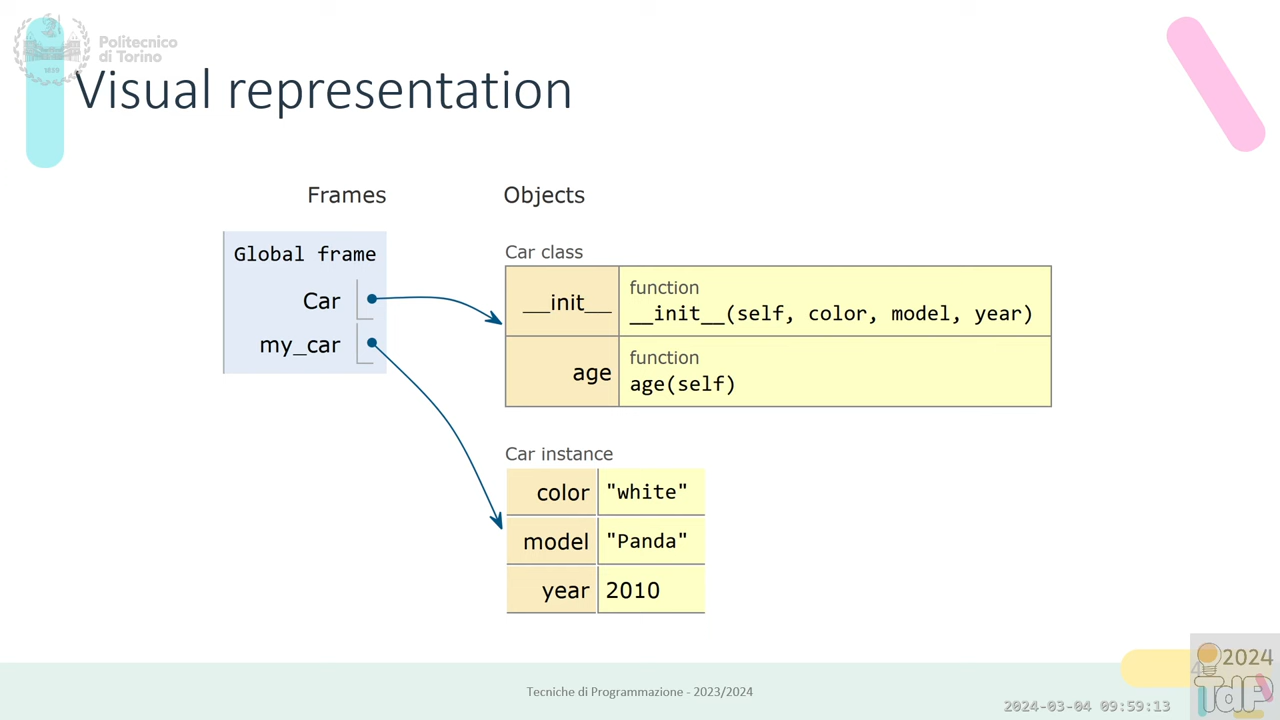 Politecnico
di Torino
1859
Visual representation
Frames
Objects
Global frame
Car
my_car
Car class
__init__
function
__init__(self, color, model, year)
age
function
age(self)
Car instance
color "white"
model "Panda"
year 2010
Tecniche di Programmazione - 2023/2024
2024-03-04 09:59:13
2024
TdP